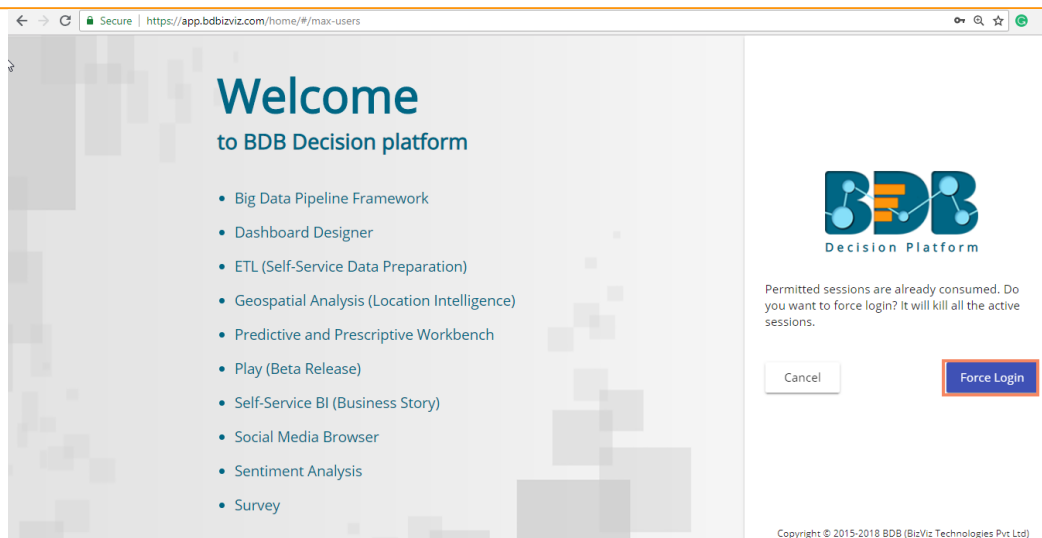 Secure | https://app.bdbizviz.com/home/#/max-users
Welcome
to BDB Decision platform
• Big Data Pipeline Framework
• Dashboard Designer
• ETL (Self-Service Data Preparation)
• Geospatial Analysis (Location Intelligence)
• Predictive and Prescriptive Workbench
• Play (Beta Release)
• Self-Service BI (Business Story)
• Social Media Browser
• Sentiment Analysis
• Survey
BDB
Decision Platform
Permitted sessions are already consumed. Do
you want to force login? It will kill all the active
sessions.
Cancel
Force Login
Copyright © 2015-2018 BDB (BizViz Technologies Pvt Ltd)